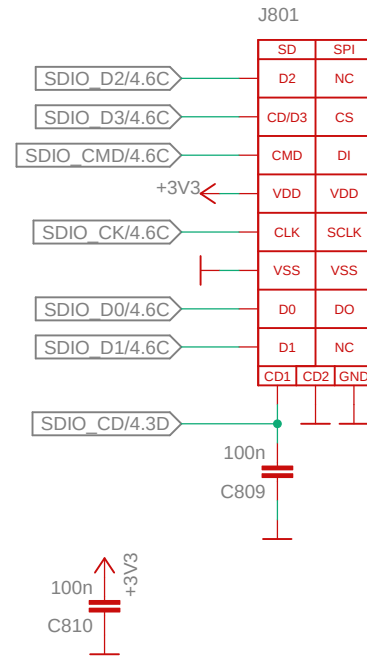 J801
SD SPI
SDIO_D2/4.6C D2 NC
SDIO_D3/4.6C CD/D3 CS
SDIO_CMD/4.6C CMD DI
+3V3 VDD VDD
SDIO_CK/4.6C CLK SCLK
VSS VSS
SDIO_D0/4.6C D0 DO
SDIO_D1/4.6C D1 NC
CD1 CD2 GND
SDIO_CD/4.3D
100n
C809
+3V3
100n
C810